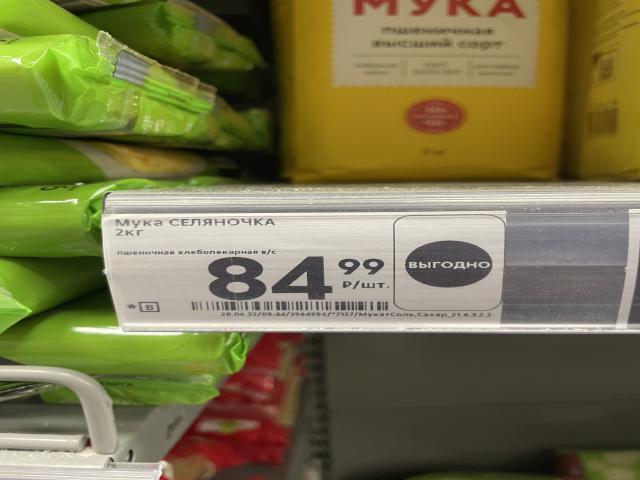 МУКА
пшеничная
высший сорт
Мука СЕЛЯНОЧКА
2КГ
пшеничная хлебопекарная в/с
84 99
₽/шт.
ВЫГОДНО
* В